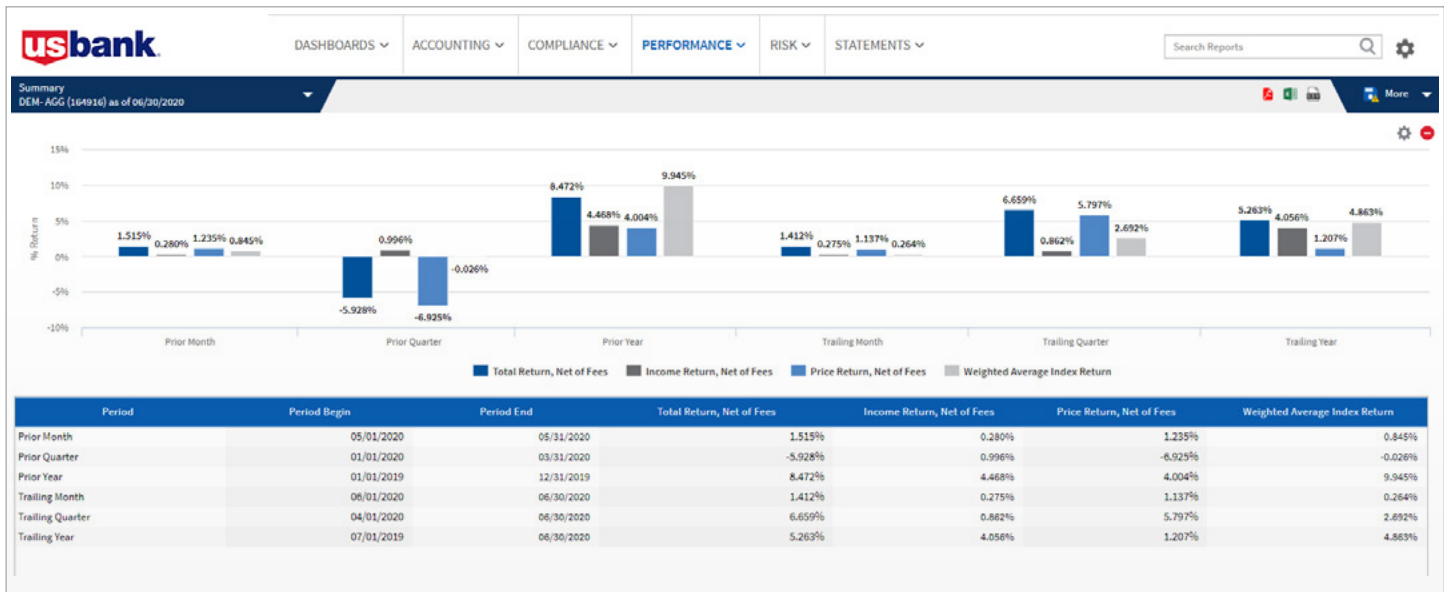 usbank
DASHBOARDS ACCOUNTING COMPLIANCE PERFORMANCE RISK STATEMENTS Search Reports
Summary
DEM- AGG (164916) as of 06/30/2020 More
15%
10%
5%
0%
-5%
-10%
% Return
1.515% 0.280% 1.235% 0.845%
-5.928% 0.996% -6.925% -0.026%
8.472% 4.468% 4.004% 9.945%
1.412% 0.275% 1.137% 0.264%
6.659% 0.862% 5.797% 2.692%
5.263% 4.056% 1.207% 4.863%
Prior Month Prior Quarter Prior Year Trailing Month Trailing Quarter Trailing Year
Total Return, Net of Fees Income Return, Net of Fees Price Return, Net of Fees Weighted Average Index Return
Period Period Begin Period End Total Return, Net of Fees Income Return, Net of Fees Price Return, Net of Fees Weighted Average Index Return
Prior Month 05/01/2020 05/31/2020 1.515% 0.280% 1.235% 0.845%
Prior Quarter 01/01/2020 03/31/2020 -5.928% 0.996% -6.925% -0.026%
Prior Year 01/01/2019 12/31/2019 8.472% 4.468% 4.004% 9.945%
Trailing Month 06/01/2020 06/30/2020 1.412% 0.275% 1.137% 0.264%
Trailing Quarter 04/01/2020 06/30/2020 6.659% 0.862% 5.797% 2.692%
Trailing Year 07/01/2019 06/30/2020 5.263% 4.056% 1.207% 4.863%